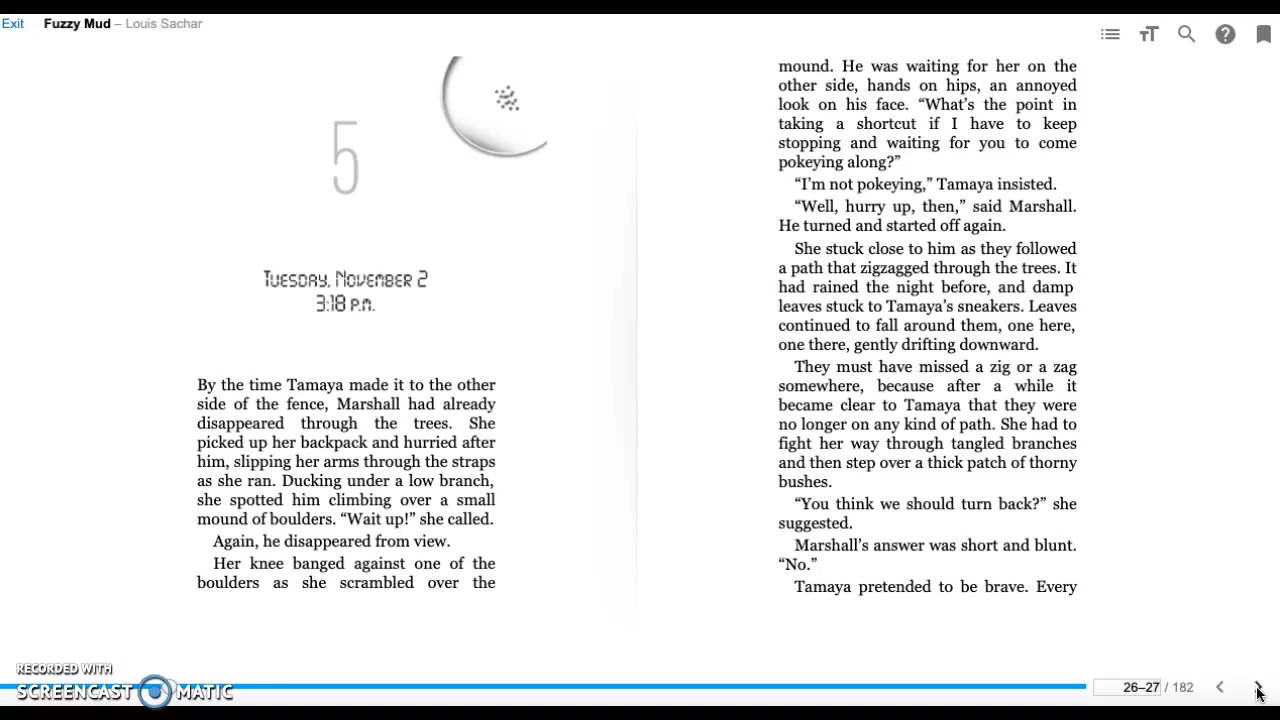 Exit Fuzzy Mud – Louis Sachar
5
Tuesday, November 2
3:18 p.m.
By the time Tamaya made it to the other
side of the fence, Marshall had already
disappeared through the trees. She
picked up her backpack and hurried after
him, slipping her arms through the straps
as she ran. Ducking under a low branch,
she spotted him climbing over a small
mound of boulders. “Wait up!” she called.
Again, he disappeared from view.
Her knee banged against one of the
boulders as she scrambled over the
mound. He was waiting for her on the
other side, hands on hips, an annoyed
look on his face. “What’s the point in
taking a shortcut if I have to keep
stopping and waiting for you to come
pokeying along?”
“I’m not pokeying,” Tamaya insisted.
“Well, hurry up, then,” said Marshall.
He turned and started off again.
She stuck close to him as they followed
a path that zigzagged through the trees. It
had rained the night before, and damp
leaves stuck to Tamaya’s sneakers. Leaves
continued to fall around them, one here,
one there, gently drifting downward.
They must have missed a zig or a zag
somewhere, because after a while it
became clear to Tamaya that they were
no longer on any kind of path. She had to
fight her way through tangled branches
and then step over a thick patch of thorny
bushes.
“You think we should turn back?” she
suggested.
Marshall’s answer was short and blunt.
“No.”
Tamaya pretended to be brave. Every
RECORDED WITH
SCREENCAST MATIC
26–27 / 182